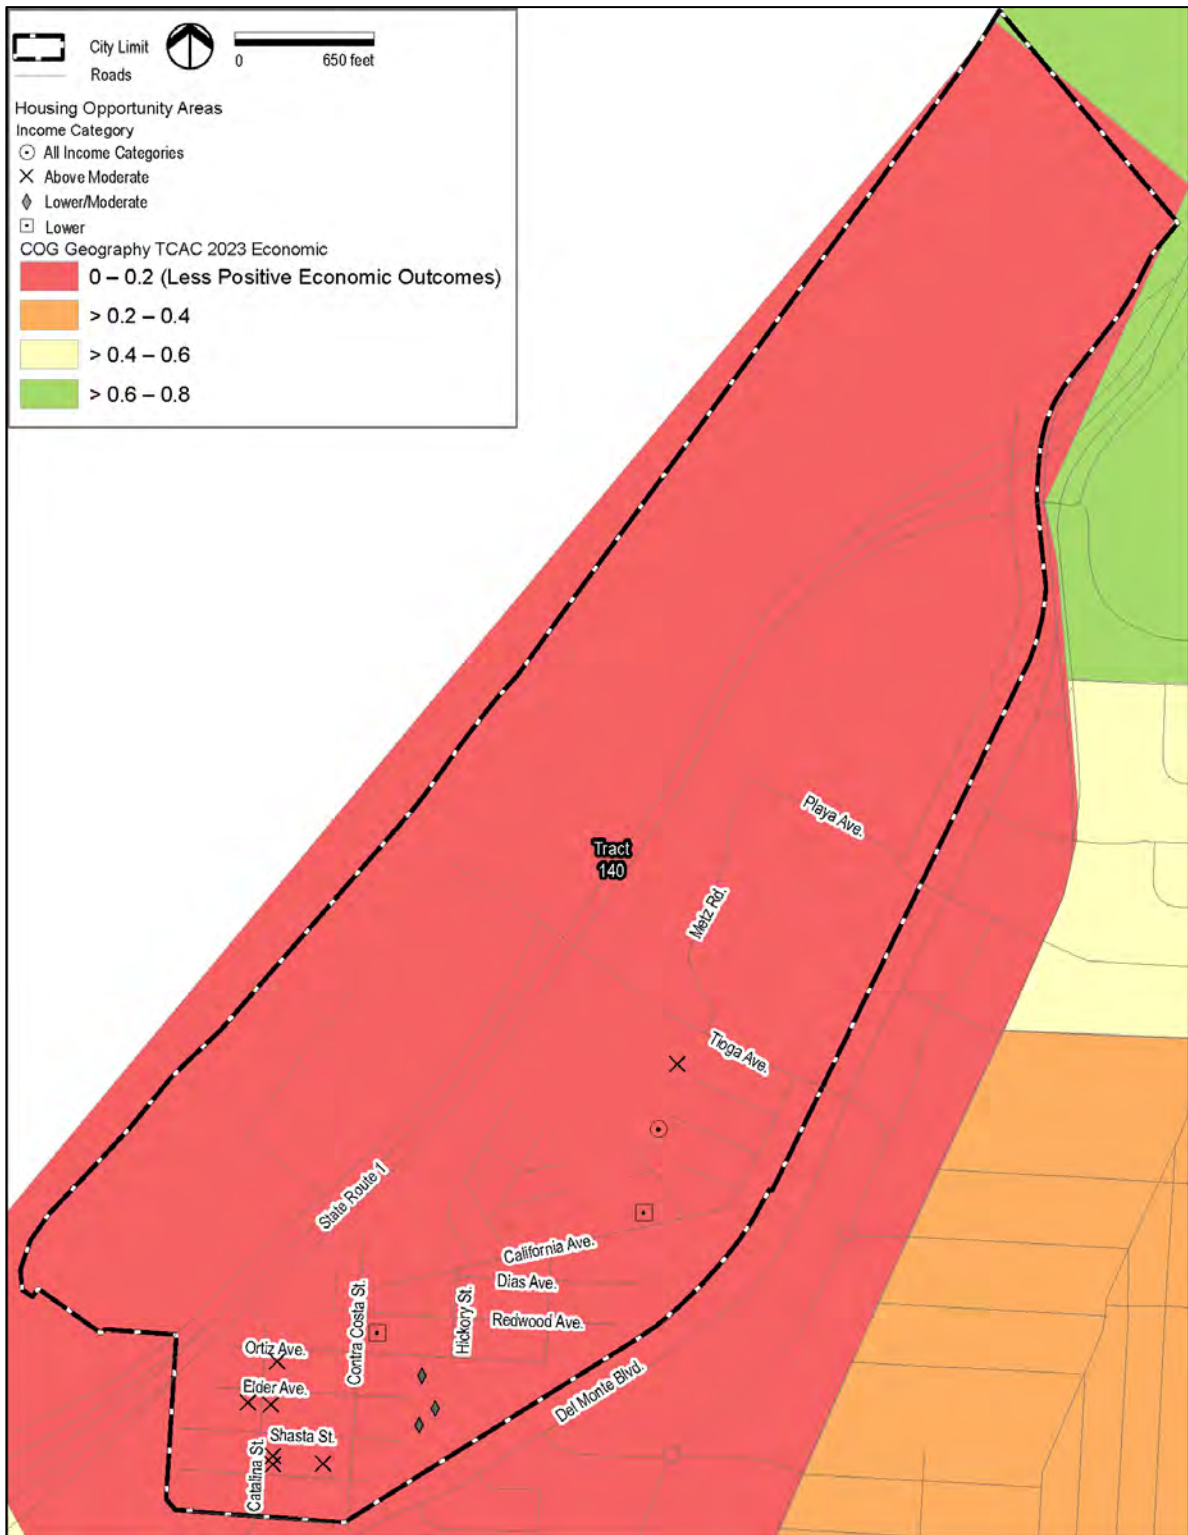 City Limit
0 650 feet
Roads
Housing Opportunity Areas
Income Category
All Income Categories
Above Moderate
Lower/Moderate
Lower
COG Geography TCAC 2023 Economic
0 – 0.2 (Less Positive Economic Outcomes)
> 0.2 – 0.4
> 0.4 – 0.6
> 0.6 – 0.8
Playa Ave.
Tract
140
Metz Rd.
Tioga Ave.
State Route 1
California Ave.
Dias Ave.
Contra Costa St.
Hickory St.
Redwood Ave.
Ortiz Ave.
Elder Ave.
Del Monte Blvd.
Shasta St.
Catalina St.